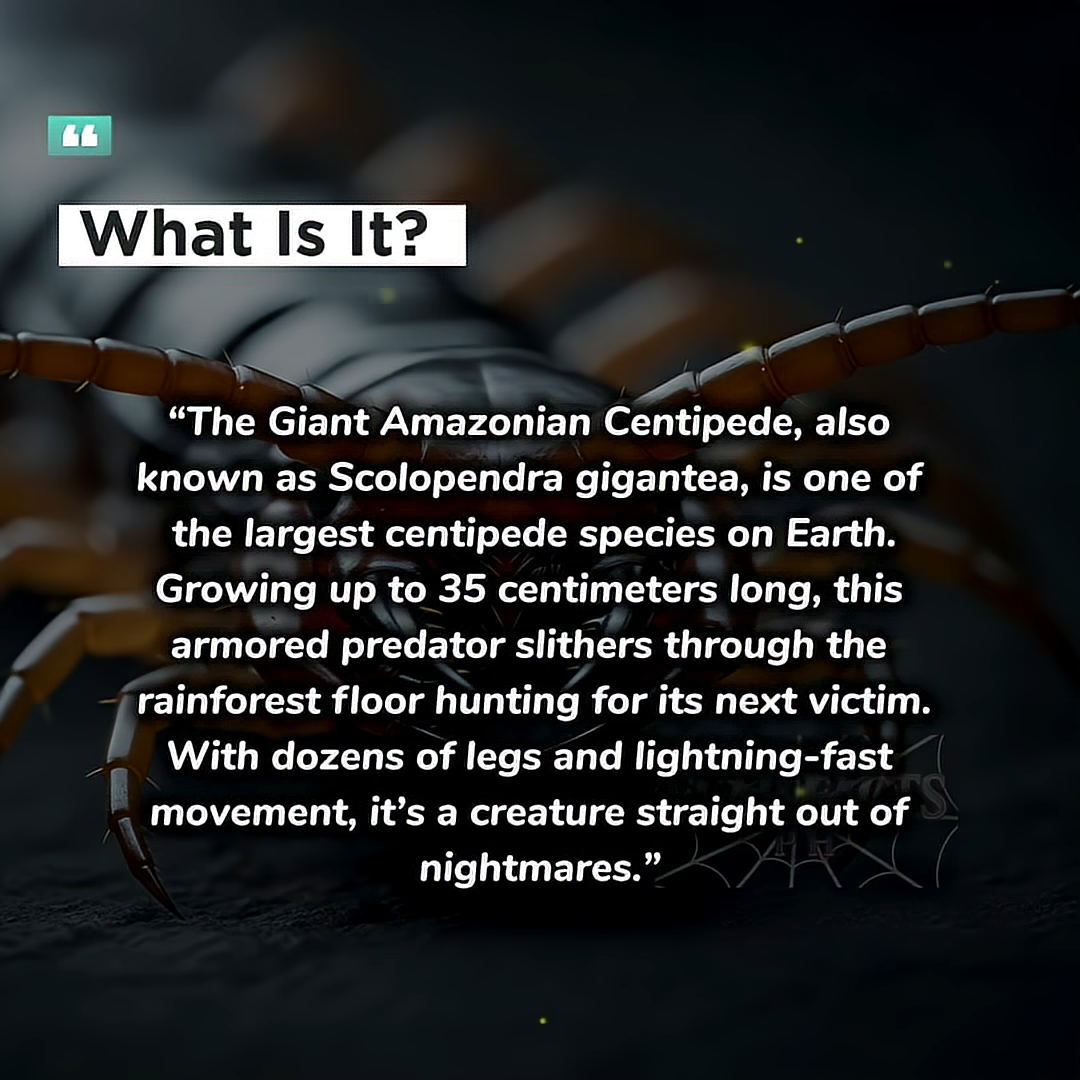 What Is It?
“The Giant Amazonian Centipede, also
known as Scolopendra gigantea, is one of
the largest centipede species on Earth.
Growing up to 35 centimeters long, this
armored predator slithers through the
rainforest floor hunting for its next victim.
With dozens of legs and lightning-fast
movement, it’s a creature straight out of
nightmares.”